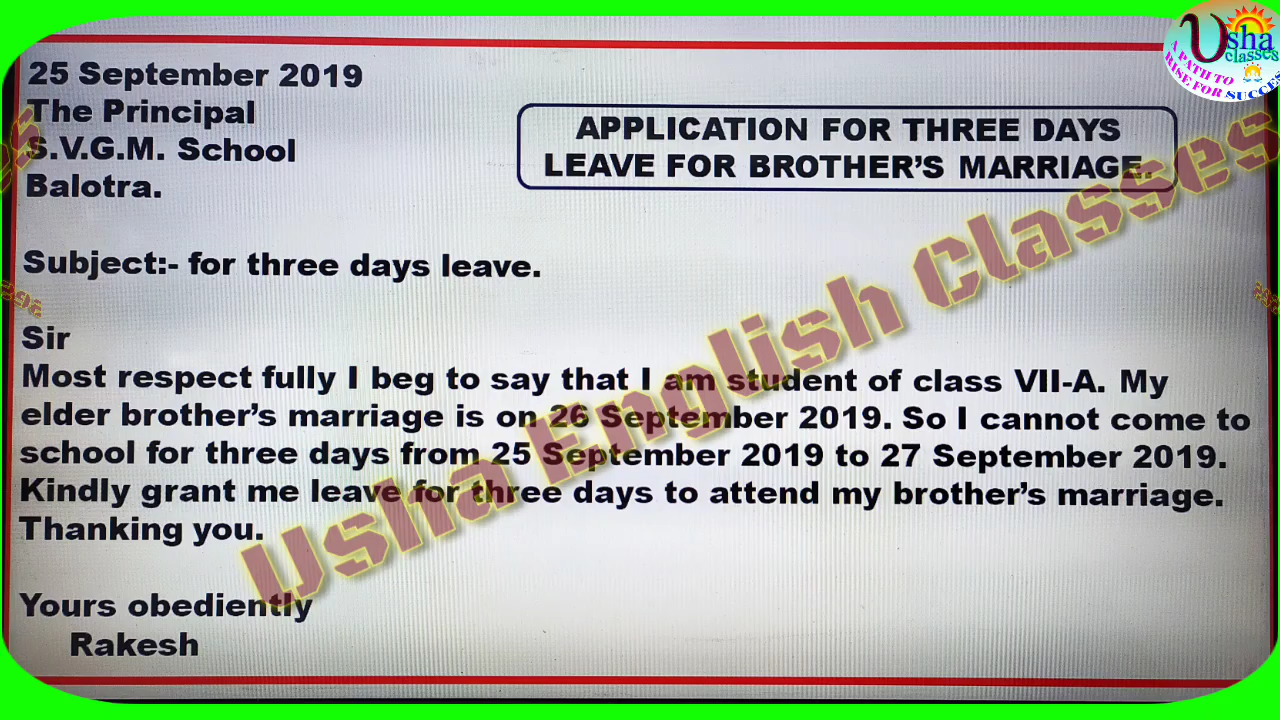 25 September 2019
The Principal
S.V.G.M. School
Balotra.
APPLICATION FOR THREE DAYS
LEAVE FOR BROTHER'S MARRIAGE.
Subject:- for three days leave.
Sir
Most respect fully I beg to say that I am student of class VII-A. My
elder brother's marriage is on 26 September 2019. So I cannot come to
school for three days from 25 September 2019 to 27 September 2019.
Kindly grant me leave for three days to attend my brother's marriage.
Thanking you.
Yours obediently
Rakesh
Usha English Classes
Usha
classes
A PATH TO
RISE FOR SUCCESS